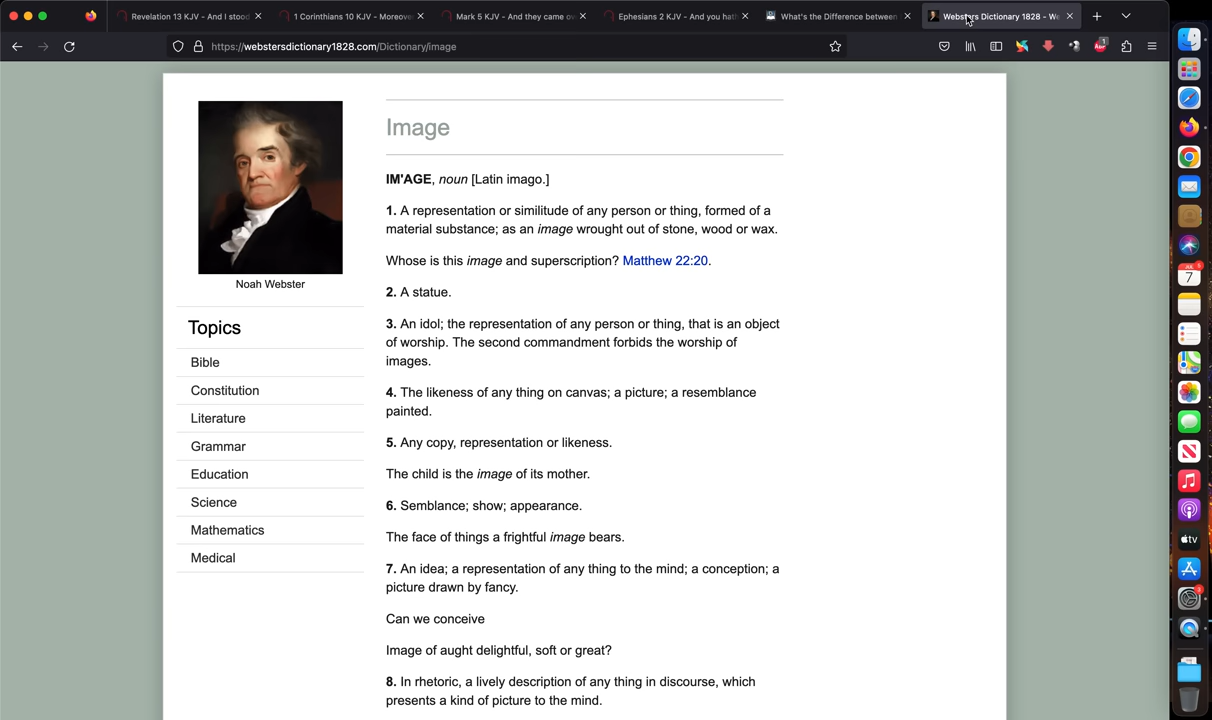 Revelation 13 KJV - And I stood
1 Corinthians 10 KJV - Moreove
Mark 5 KJV - And they came o
Ephesians 2 KJV - And you hat
What's the Difference between
Websters Dictionary 1828 - We
https://webstersdictionary1828.com/Dictionary/image
Image
IM'AGE, noun [Latin imago.]
1. A representation or similitude of any person or thing, formed of a
material substance; as an image wrought out of stone, wood or wax.
Whose is this image and superscription? Matthew 22:20.
2. A statue.
3. An idol; the representation of any person or thing, that is an object
of worship. The second commandment forbids the worship of
images.
4. The likeness of any thing on canvas; a picture; a resemblance
painted.
5. Any copy, representation or likeness.
The child is the image of its mother.
6. Semblance; show; appearance.
The face of things a frightful image bears.
7. An idea; a representation of any thing to the mind; a conception; a
picture drawn by fancy.
Can we conceive
Image of aught delightful, soft or great?
8. In rhetoric, a lively description of any thing in discourse, which
presents a kind of picture to the mind.
Noah Webster
Topics
Bible
Constitution
Literature
Grammar
Education
Science
Mathematics
Medical
7
tv